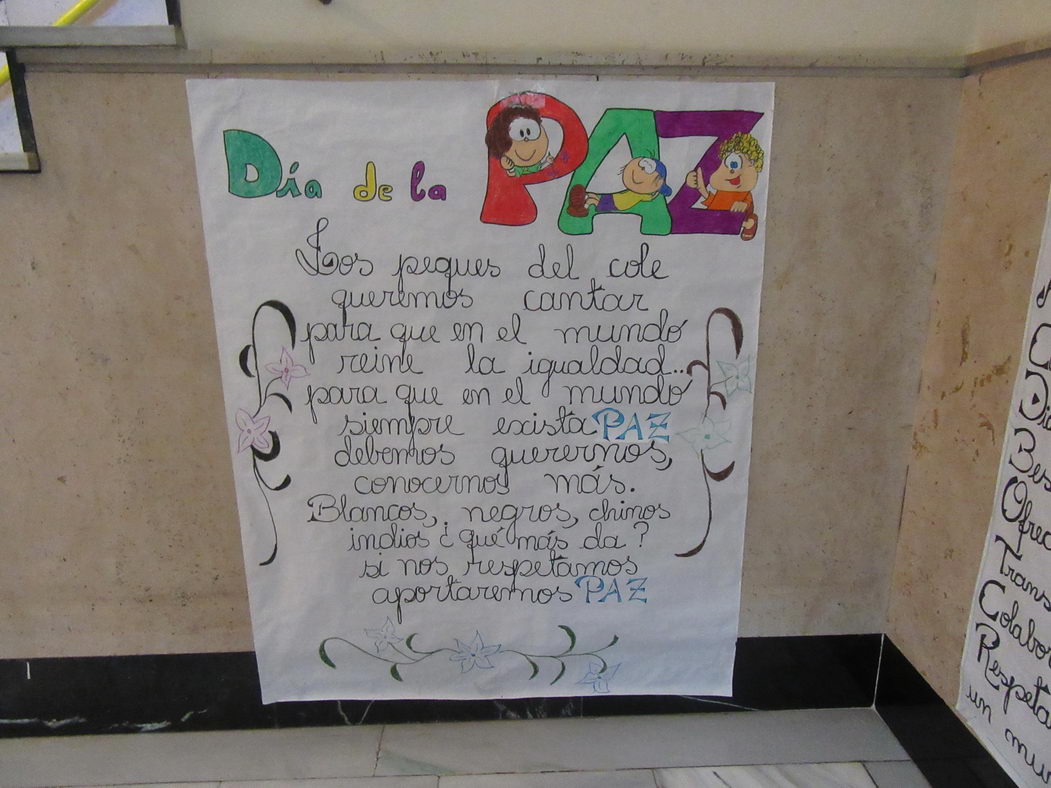 Día de la PAZ
Los peques del cole
queremos cantar
para que en el mundo
reine la igualdad...
para que en el mundo
siempre exista PAZ
debemos querernos,
conocernos más.
Blancos, negros, chinos
indios ¿qué más da?
si nos respetamos
aportaremos PAZ
un